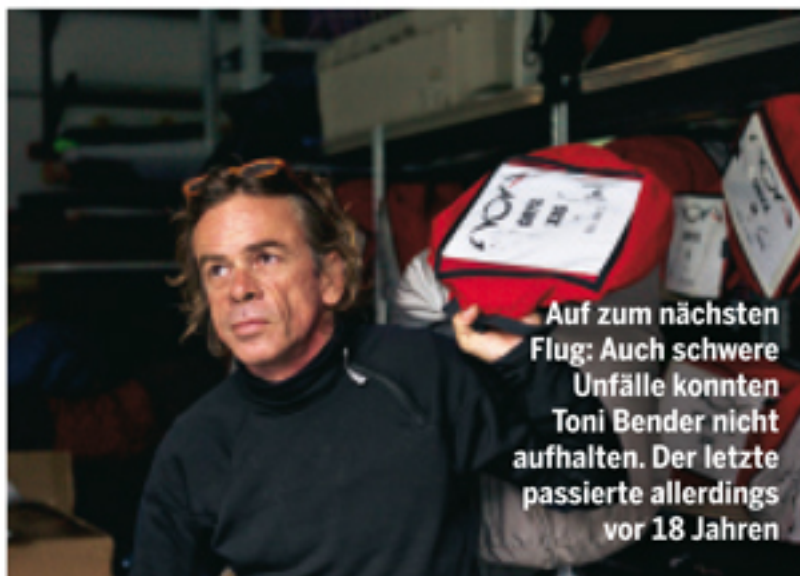 NOVA
Auf zum nächsten
Flug: Auch schwere
Unfälle konnten
Toni Bender nicht
aufhalten. Der letzte
passierte allerdings
vor 18 Jahren